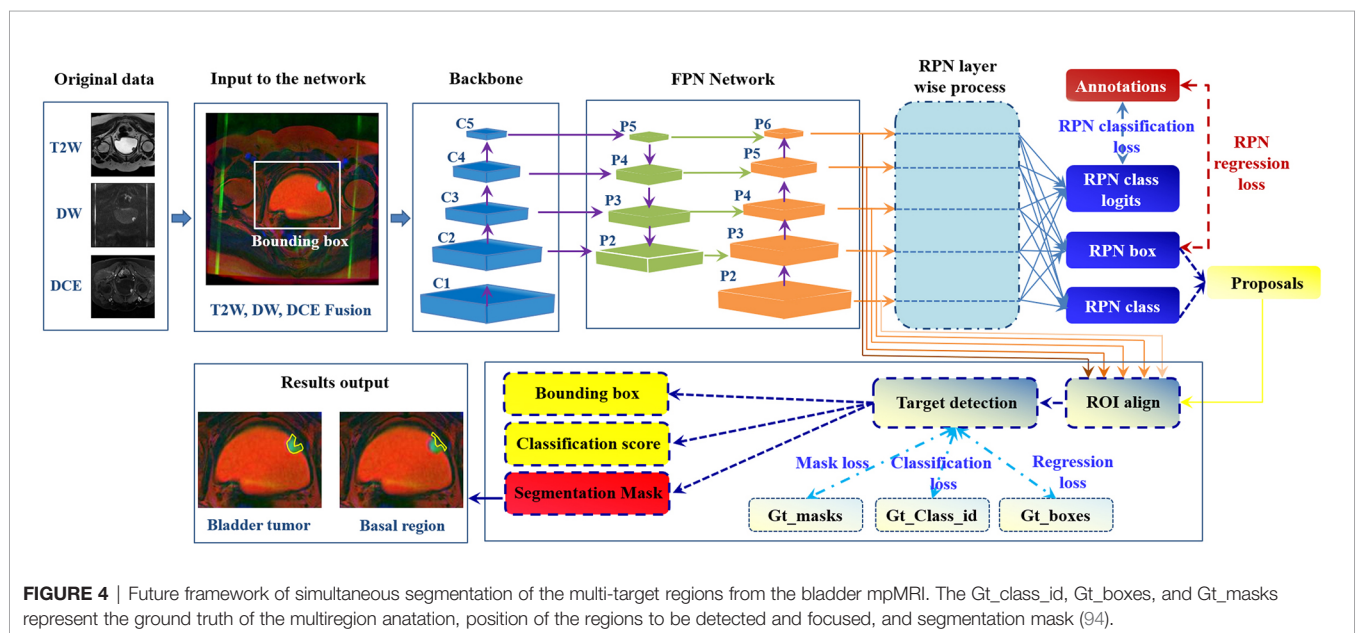 Original data
T2W
DW
DCE
Input to the network
Bounding box
T2W, DW, DCE Fusion
Backbone
C5
C4
C3
C2
C1
FPN Network
P5
P4
P3
P2
P6
P5
P4
P3
P2
RPN layer
wise process
Annotations
RPN classification
loss
RPN
regression
loss
RPN class
logits
RPN box
RPN class
Proposals
Results output
Bladder tumor
Basal region
Bounding box
Classification score
Segmentation Mask
Target detection
ROI align
Mask loss
Classification
loss
Regression
loss
Gt_masks
Gt_Class_id
Gt_boxes
FIGURE 4 | Future framework of simultaneous segmentation of the multi-target regions from the bladder mpMRI. The Gt_class_id, Gt_boxes, and Gt_masks
represent the ground truth of the multiregion anatation, position of the regions to be detected and focused, and segmentation mask (94).